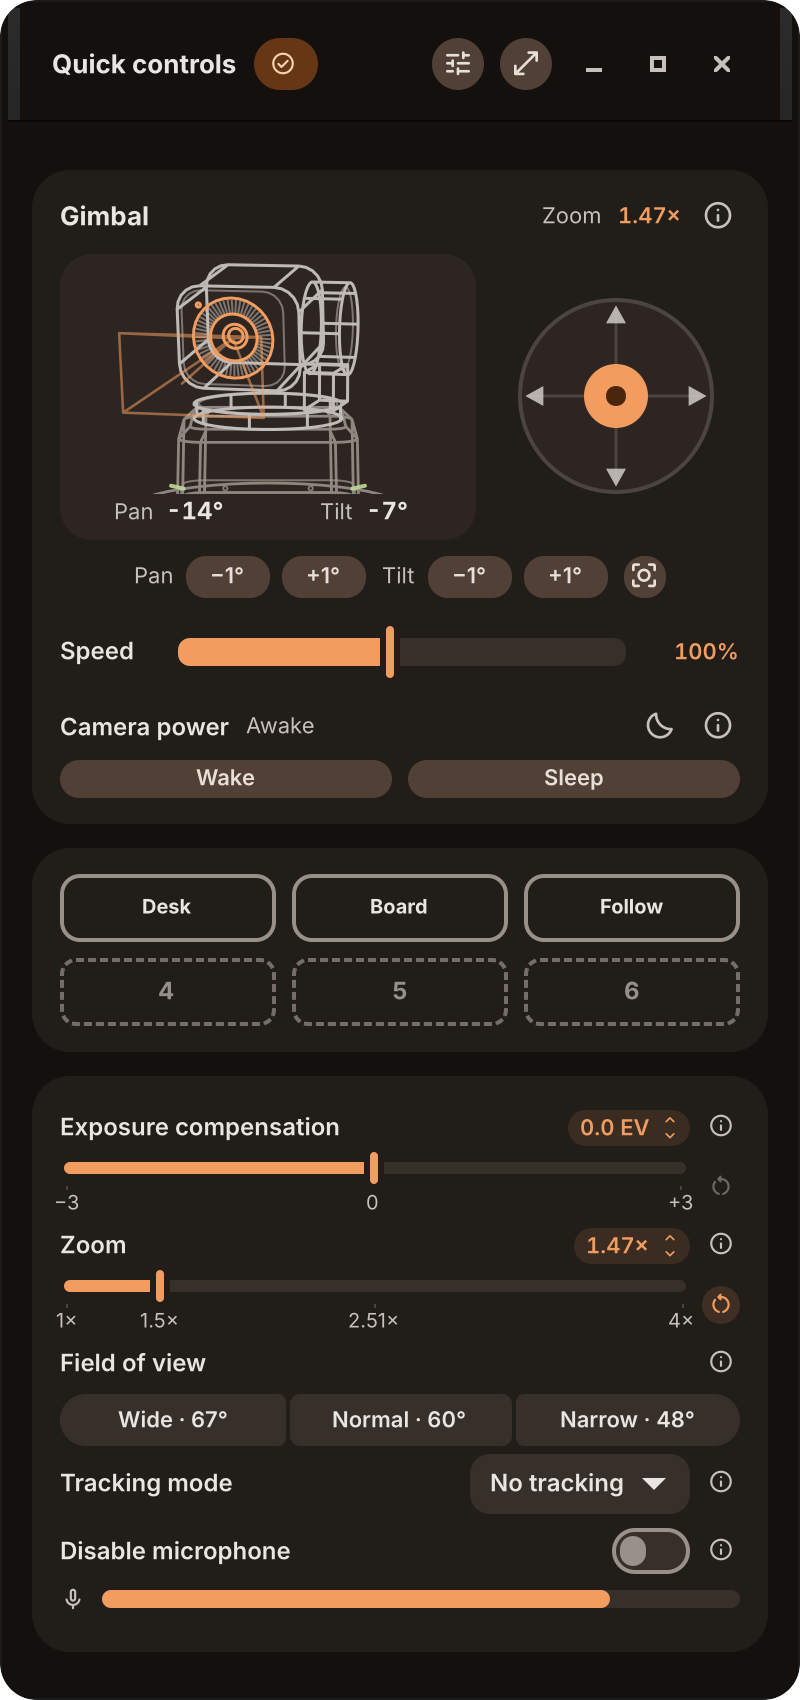 Quick controls
Gimbal
Zoom 1.47×
Pan -14° Tilt -7°
Pan −1° +1° Tilt −1° +1°
Speed 100%
Camera power Awake
Wake Sleep
Desk Board Follow
4 5 6
Exposure compensation 0.0 EV
−3 0 +3
Zoom 1.47×
1× 1.5× 2.51× 4×
Field of view
Wide · 67° Normal · 60° Narrow · 48°
Tracking mode No tracking
Disable microphone